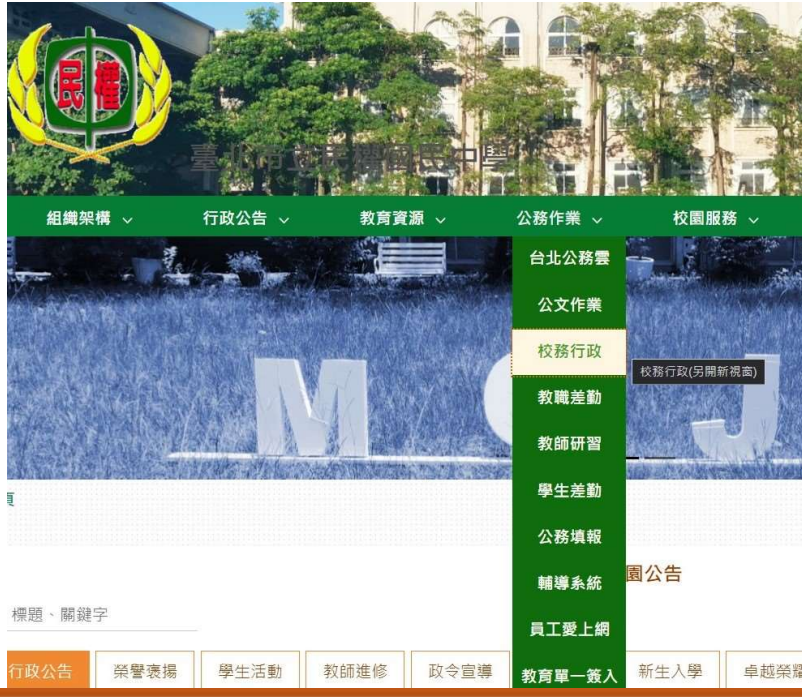 民權
臺北市立民權國民中學
組織架構
行政公告
教育資源
公務作業
校園服務
台北公務雲
公文作業
校務行政
校務行政(另開新視窗)
教職差勤
教師研習
學生差勤
公務填報
輔導系統
員工愛上網
教育單一簽入
M
J
頁
園公告
標題、關鍵字
行政公告
榮譽褒揚
學生活動
教師進修
政令宣導
新生入學
卓越榮耀